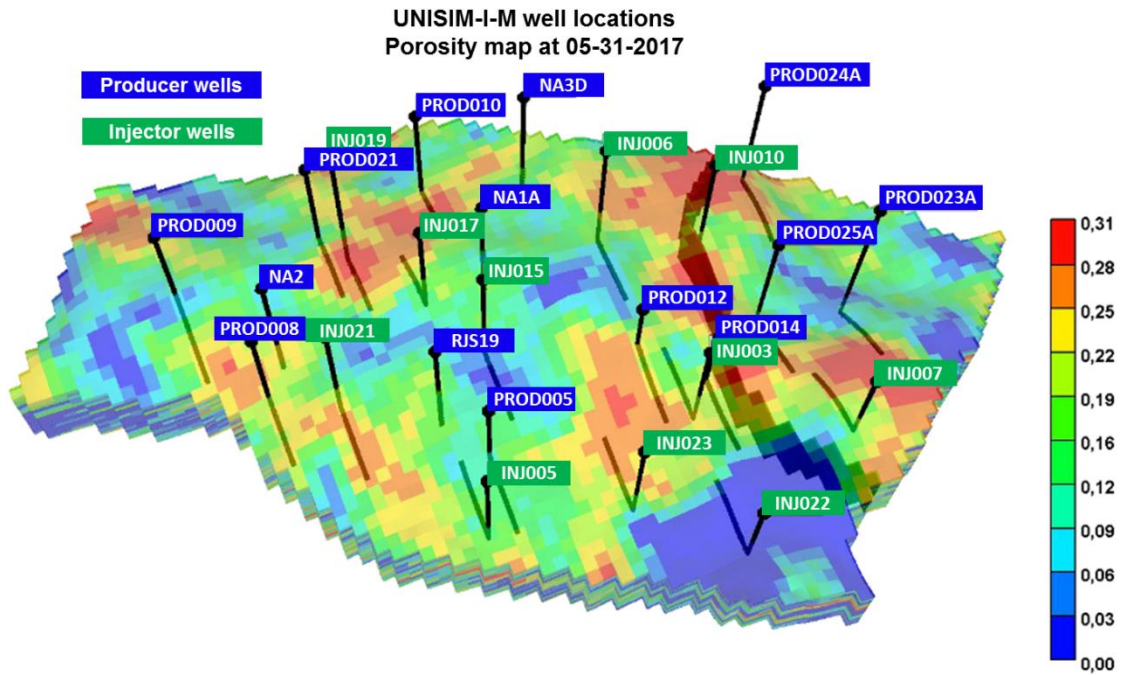 UNISIM-I-M well locations
Porosity map at 05-31-2017
Producer wells
Injector wells
PROD010
NA3D
PROD024A
INJ019
PROD021
INJ006
INJ010
NA1A
PROD023A
PROD009
INJ017
PROD025A
NA2
INJ015
PROD012
PROD008
INJ021
RJS19
PROD014
INJ003
INJ007
PROD005
INJ023
INJ005
INJ022
0,31
0,28
0,25
0,22
0,19
0,16
0,12
0,09
0,06
0,03
0,00